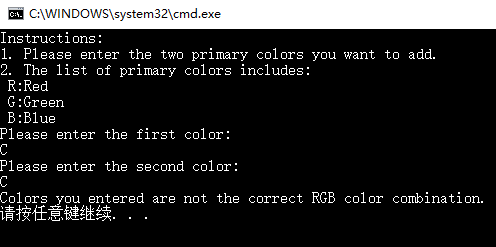 C:\WINDOWS\system32\cmd.exe
Instructions:
1. Please enter the two primary colors you want to add.
2. The list of primary colors includes:
R:Red
G:Green
B:Blue
Please enter the first color:
C
Please enter the second color:
C
Colors you entered are not the correct RGB color combination.
请按任意键继续. . .